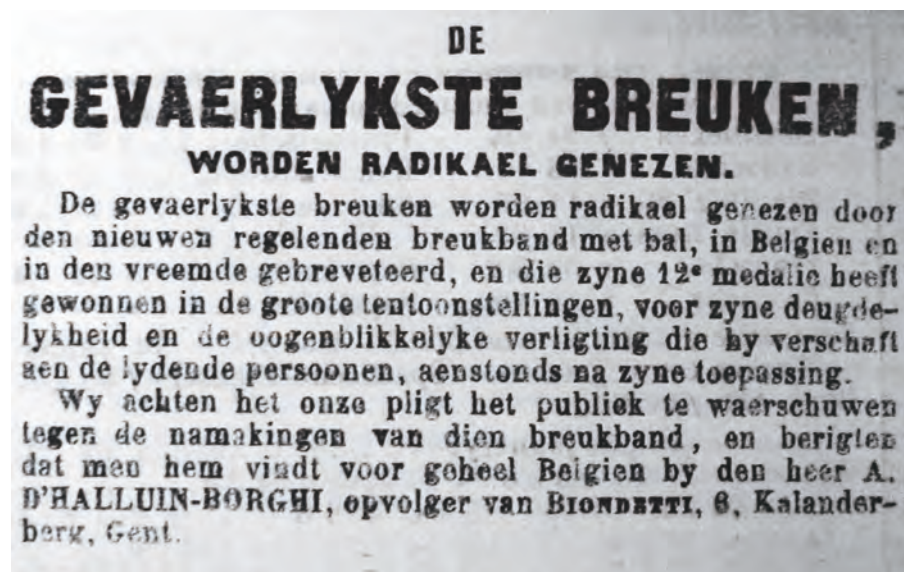 DE
GEVAERLYKSTE BREUKEN,
WORDEN RADIKAEL GENEZEN.
De gevaerlykste breuken worden radikael genezen door
den nieuwen regelenden breukband met bal, in Belgien en
in den vreemde gebreveteerd, en die zyne 12e medalie heeft
gewonnen in de groote tentoonstellingen, voor zyne deugde-
lykheid en de oogenblikkelyke verligting die hy verschaft
aen de lydende persoonen, aenstonds na zyne toepassing.
Wy achten het onze pligt het publiek te waerschuwen
tegen de namakingen van dien breukband, en berigten
dat men hem vindt voor geheel Belgien by den heer A.
D'HALLUIN-BORGHI, opvolger van BIONDETTI, 6, Kalander-
berg, Gent.